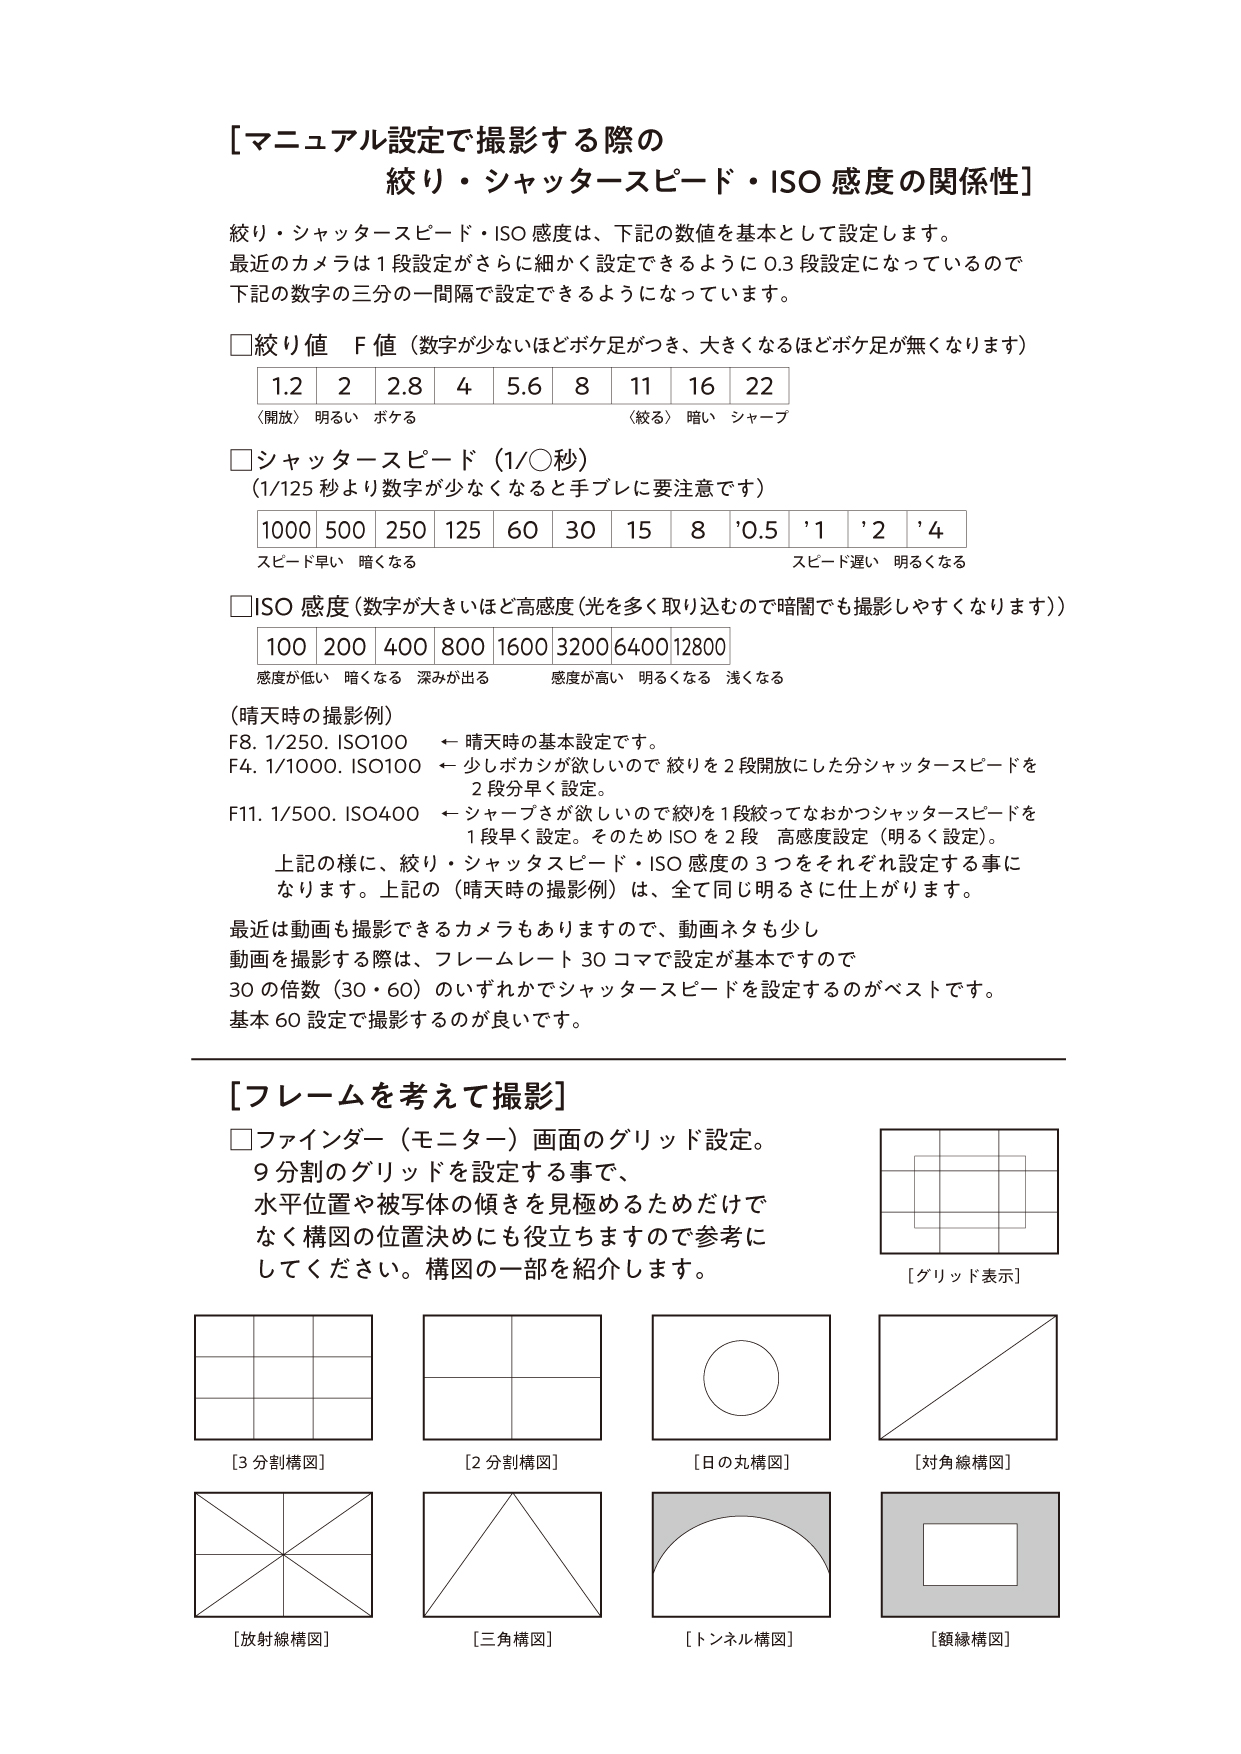 ［マニュアル設定で撮影する際の
絞り・シャッタースピード・ISO 感度の関係性］
絞り・シャッタースピード・ISO 感度は、下記の数値を基本として設定します。
最近のカメラは 1 段設定がさらに細かく設定できるように 0.3 段設定になっているので
下記の数字の三分の一間隔で設定できるようになっています。
□絞り値　F 値（数字が少ないほどボケ足がつき、大きくなるほどボケ足が無くなります）
1.2 2 2.8 4 5.6 8 11 16 22
〈開放〉 明るい ボケる 〈絞る〉 暗い シャープ
□シャッタースピード（1/○秒）
（1/125 秒より数字が少なくなると手ブレに要注意です）
1000 500 250 125 60 30 15 8 ’0.5 ’1 ’2 ’4
スピード早い 暗くなる スピード遅い 明るくなる
□ISO 感度（数字が大きいほど高感度（光を多く取り込むので暗闇でも撮影しやすくなります））
100 200 400 800 1600 3200 6400 12800
感度が低い 暗くなる 深みが出る 感度が高い 明るくなる 浅くなる
（晴天時の撮影例）
F8. 1/250. ISO100 ← 晴天時の基本設定です。
F4. 1/1000. ISO100 ← 少しボカシが欲しいので 絞りを 2 段開放にした分シャッタースピードを
2 段分早く設定。
F11. 1/500. ISO400 ← シャープさが欲しいので絞りを 1 段絞ってなおかつシャッタースピードを
1 段早く設定。そのため ISO を 2 段　高感度設定（明るく設定）。
上記の様に、絞り・シャッタスピード・ISO 感度の 3 つをそれぞれ設定する事に
なります。上記の（晴天時の撮影例）は、全て同じ明るさに仕上がります。
最近は動画も撮影できるカメラもありますので、動画ネタも少し
動画を撮影する際は、フレームレート 30 コマで設定が基本ですので
30 の倍数（30・60）のいずれかでシャッタースピードを設定するのがベストです。
基本 60 設定で撮影するのが良いです。
［フレームを考えて撮影］
□ファインダー（モニター）画面のグリッド設定。
9 分割のグリッドを設定する事で、
水平位置や被写体の傾きを見極めるためだけで
なく構図の位置決めにも役立ちますので参考に
してください。構図の一部を紹介します。
［グリッド表示］
［3 分割構図］ ［2 分割構図］ ［日の丸構図］ ［対角線構図］
［放射線構図］ ［三角構図］ ［トンネル構図］ ［額縁構図］